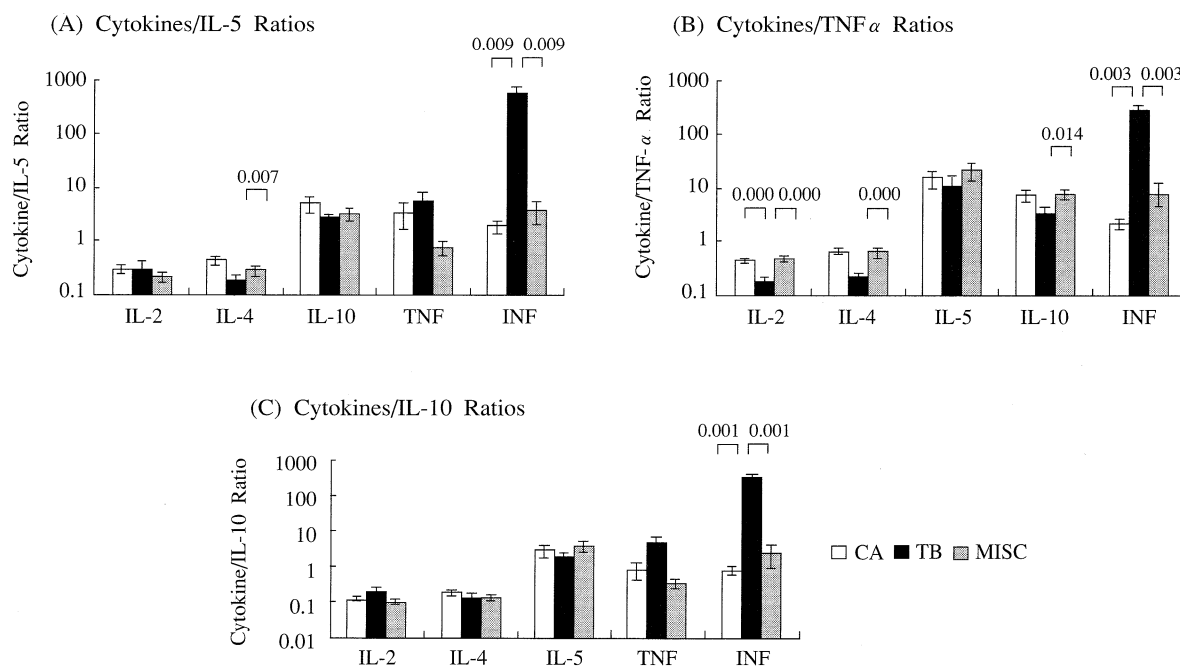 (A) Cytokines/IL-5 Ratios
0.009 0.009
0.007
Cytokine/IL-5 Ratio
1000
100
10
1
0.1
IL-2 IL-4 IL-10 TNF INF
(B) Cytokines/TNFα Ratios
0.003 0.003
0.014
0.000 0.000 0.000
Cytokine/TNF-α Ratio
1000
100
10
1
0.1
IL-2 IL-4 IL-5 IL-10 INF
(C) Cytokines/IL-10 Ratios
0.001 0.001
Cytokine/IL-10 Ratio
1000
100
10
1
0.1
0.01
IL-2 IL-4 IL-5 TNF INF
CA TB MISC